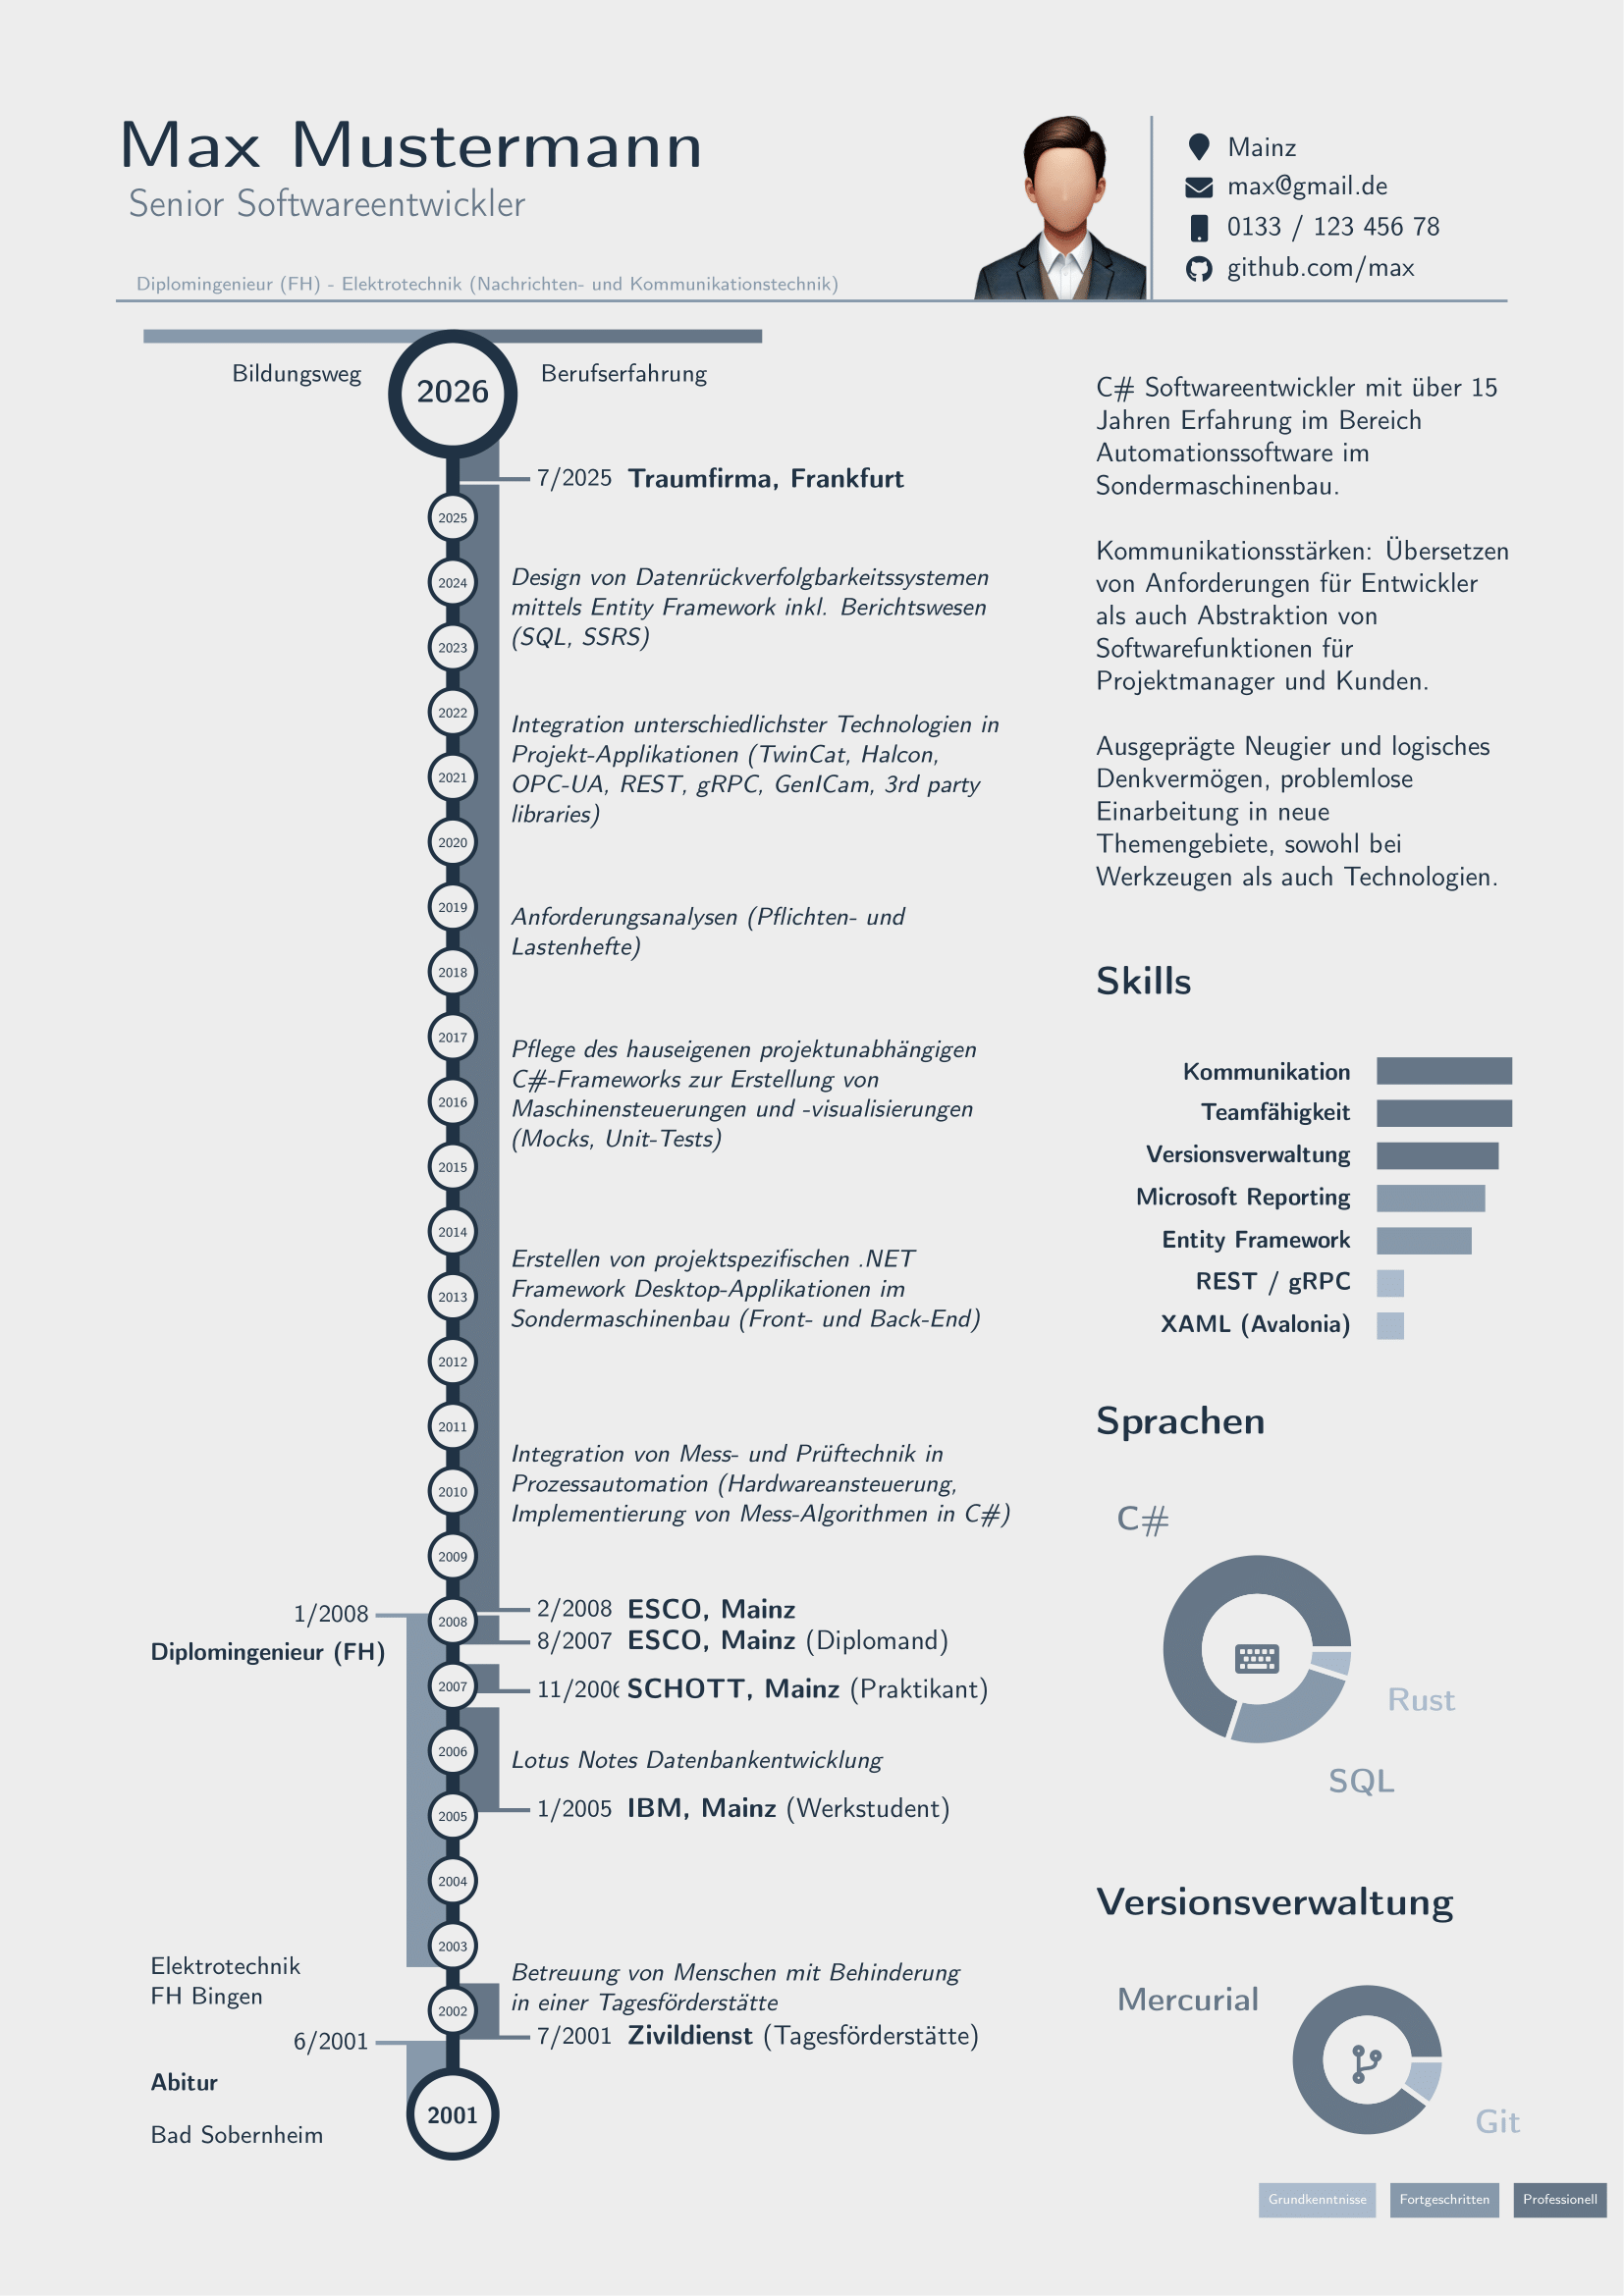 Max Mustermann
Senior Softwareentwickler
Diplomingenieur (FH) - Elektrotechnik (Nachrichten- und Kommunikationstechnik)
Mainz
max@gmail.de
0133 / 123 456 78
github.com/max
Bildungsweg
2026
Berufserfahrung
7/2025 Traumfirma, Frankfurt
2025
2024
Design von Datenrückverfolgbarkeitssystemen
mittels Entity Framework inkl. Berichtswesen
(SQL, SSRS)
2023
2022
Integration unterschiedlichster Technologien in
Projekt-Applikationen (TwinCat, Halcon,
OPC-UA, REST, gRPC, GenICam, 3rd party
libraries)
2021
2020
2019
Anforderungsanalysen (Pflichten- und
Lastenhefte)
2018
2017
Pflege des hauseigenen projektunabhängigen
C#-Frameworks zur Erstellung von
Maschinensteuerungen und -visualisierungen
(Mocks, Unit-Tests)
2016
2015
2014
Erstellen von projektspezifischen .NET
Framework Desktop-Applikationen im
Sondermaschinenbau (Front- und Back-End)
2013
2012
2011
Integration von Mess- und Prüftechnik in
Prozessautomation (Hardwareansteuerung,
Implementierung von Mess-Algorithmen in C#)
2010
2009
1/2008
Diplomingenieur (FH)
2008
2/2008 ESCO, Mainz
8/2007 ESCO, Mainz (Diplomand)
2007
11/2006 SCHOTT, Mainz (Praktikant)
2006
Lotus Notes Datenbankentwicklung
2005
1/2005 IBM, Mainz (Werkstudent)
2004
2003
Elektrotechnik
FH Bingen
Betreuung von Menschen mit Behinderung
in einer Tagesförderstätte
2002
7/2001 Zivildienst (Tagesförderstätte)
6/2001
Abitur
Bad Sobernheim
2001
C# Softwareentwickler mit über 15
Jahren Erfahrung im Bereich
Automationssoftware im
Sondermaschinenbau.
Kommunikationsstärken: Übersetzen
von Anforderungen für Entwickler
als auch Abstraktion von
Softwarefunktionen für
Projektmanager und Kunden.
Ausgeprägte Neugier und logisches
Denkvermögen, problemlose
Einarbeitung in neue
Themengebiete, sowohl bei
Werkzeugen als auch Technologien.
Skills
Kommunikation
Teamfähigkeit
Versionsverwaltung
Microsoft Reporting
Entity Framework
REST / gRPC
XAML (Avalonia)
Sprachen
C#
Rust
SQL
Versionsverwaltung
Mercurial
Git
Grundkenntnisse
Fortgeschritten
Professionell